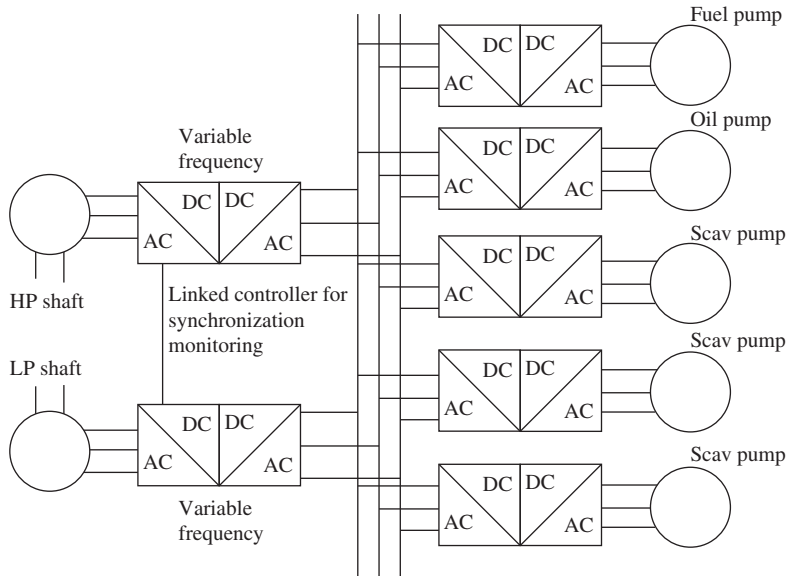 Fuel pump
DC DC
AC AC
Oil pump
DC DC
AC AC
Variable
frequency
DC DC
AC AC
HP shaft
Linked controller for
synchronization
monitoring
Scav pump
DC DC
AC AC
LP shaft
Scav pump
DC DC
AC AC
DC DC
AC AC
Variable
frequency
Scav pump
DC DC
AC AC